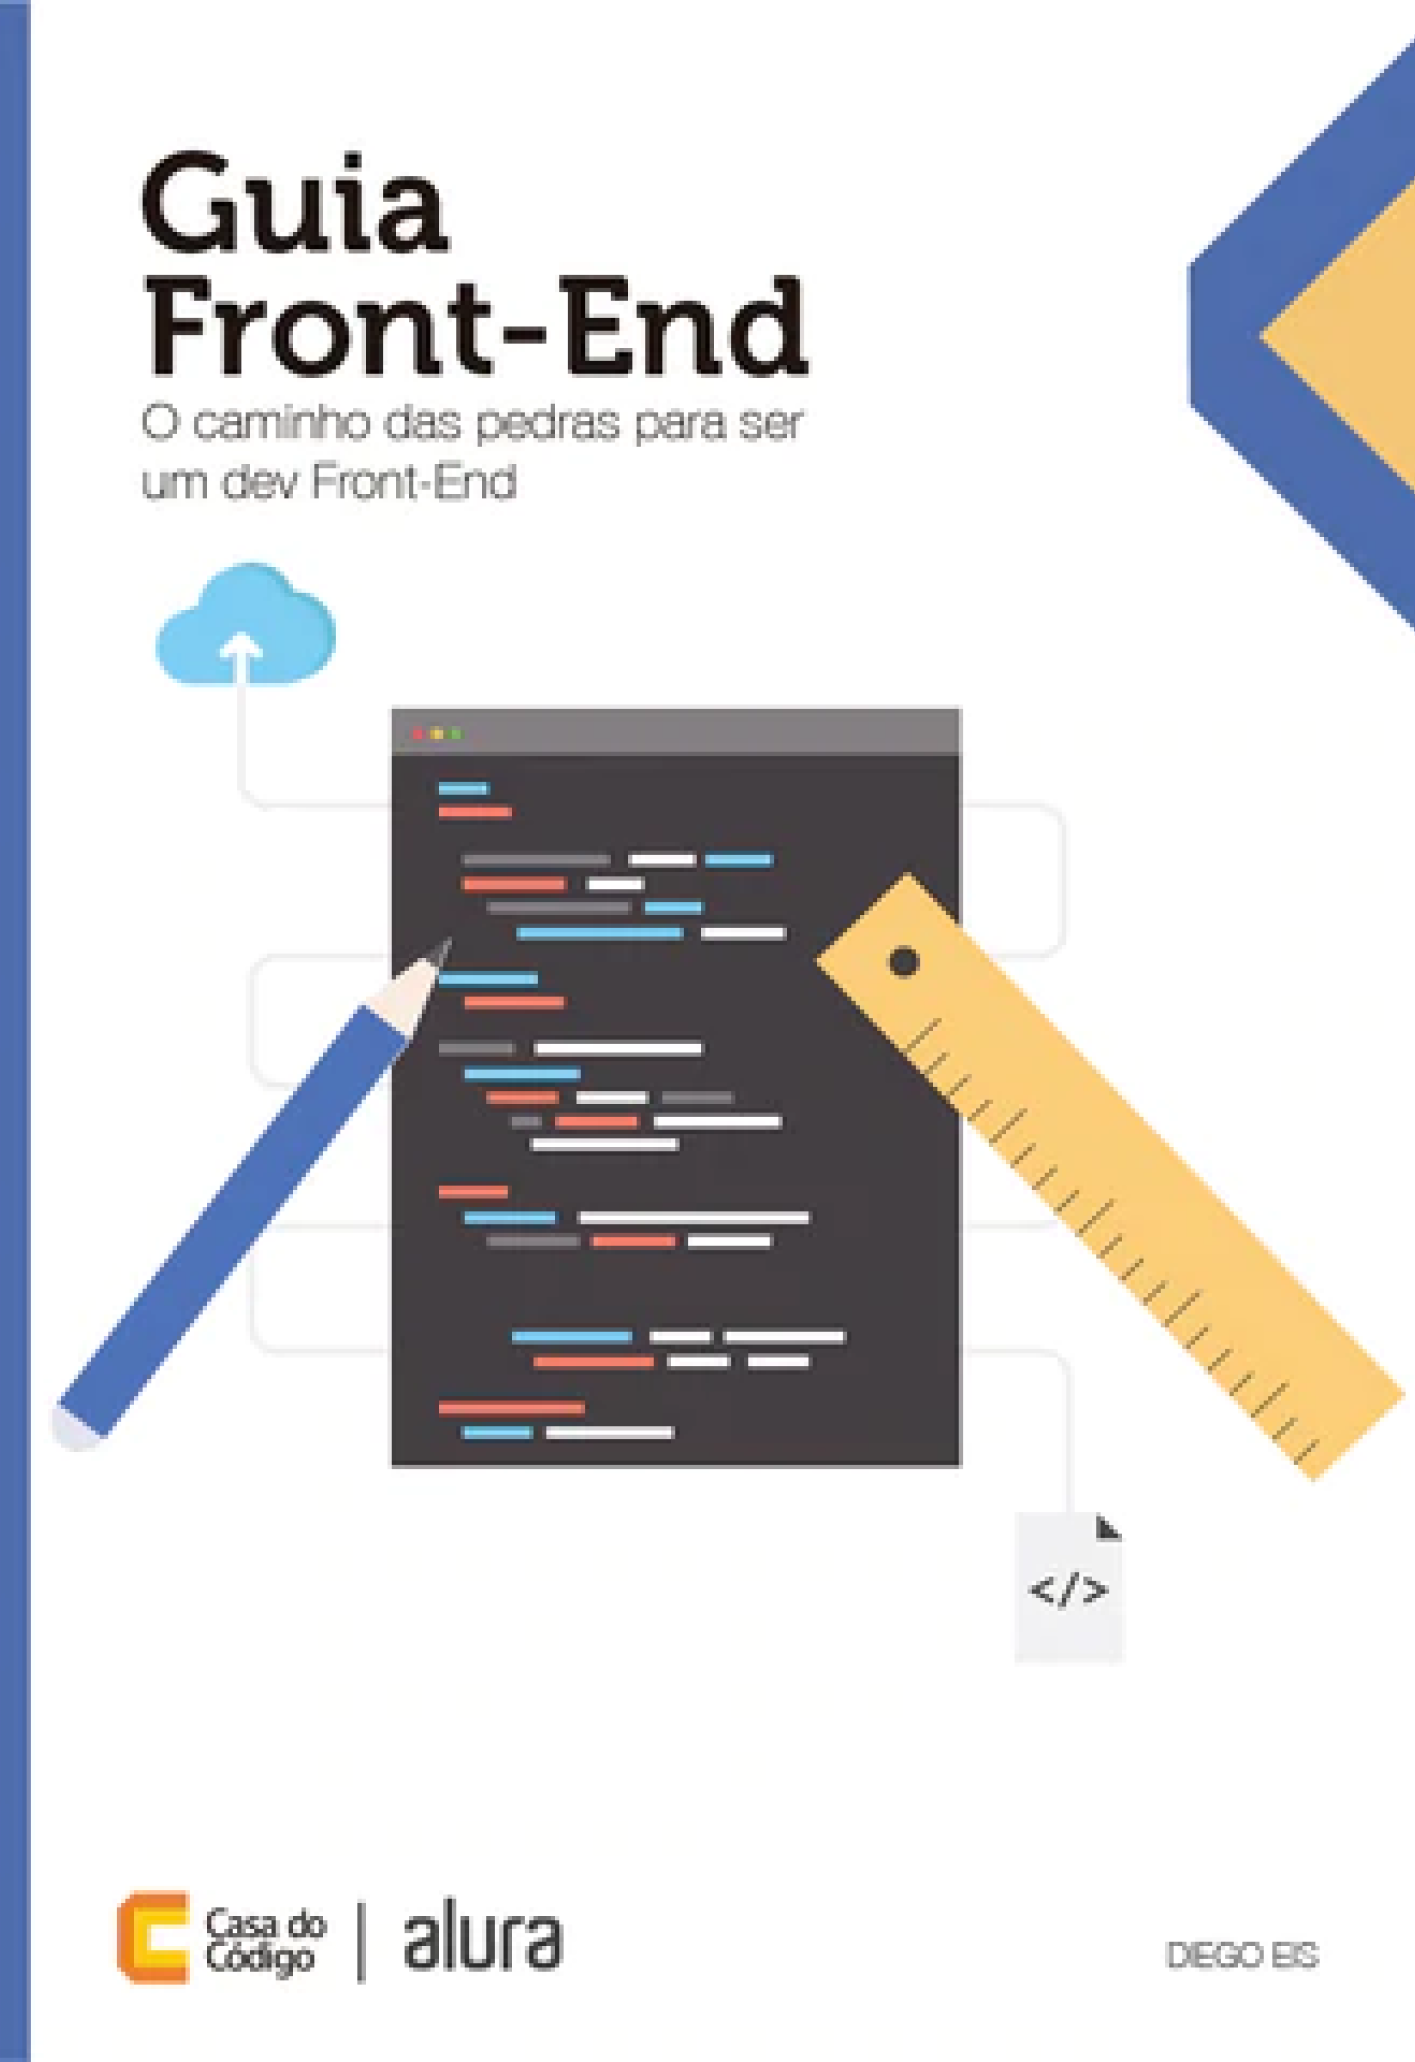 Guia
Front-End
O caminho das pedras para ser
um dev Front-End
</>
Casa do
Código
alura
DIEGO EIS